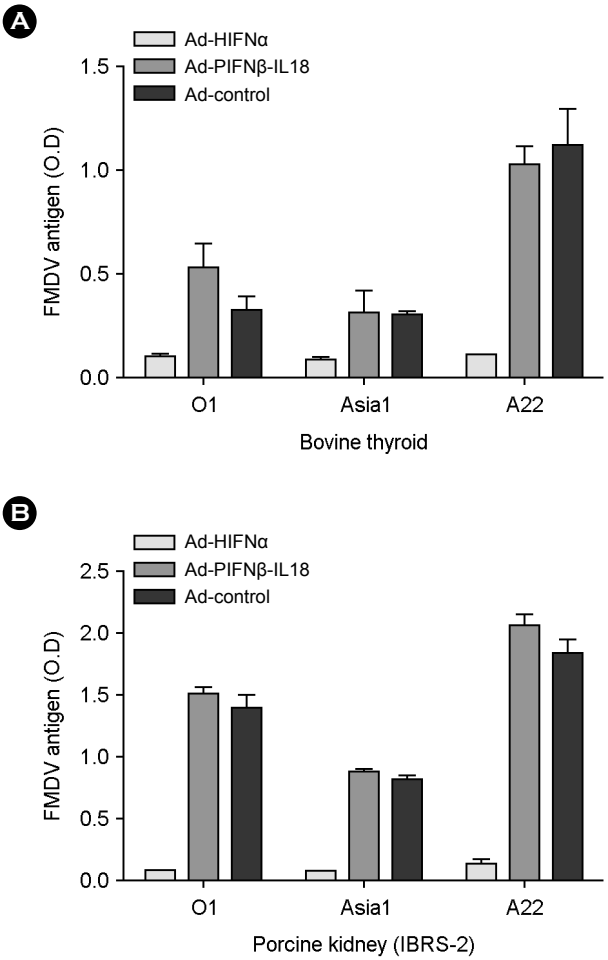 A
Ad-HIFNα
Ad-PIFNβ-IL18
Ad-control
FMDV antigen (O.D)
1.5
1.0
0.5
0.0
O1 Asia1 A22
Bovine thyroid
B
Ad-HIFNα
Ad-PIFNβ-IL18
Ad-control
FMDV antigen (O.D)
2.5
2.0
1.5
1.0
0.5
0.0
O1 Asia1 A22
Porcine kidney (IBRS-2)